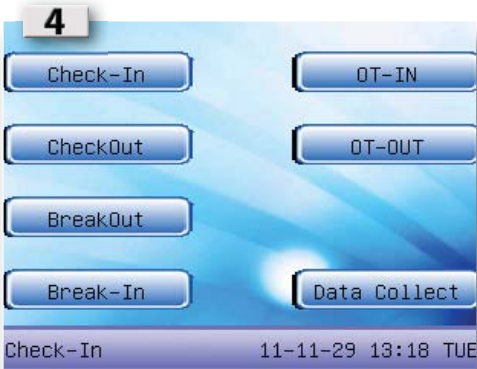 4
Check-In OT-IN
CheckOut OT-OUT
BreakOut
Break-In Data Collect
Check-In 11-11-29 13:18 TUE